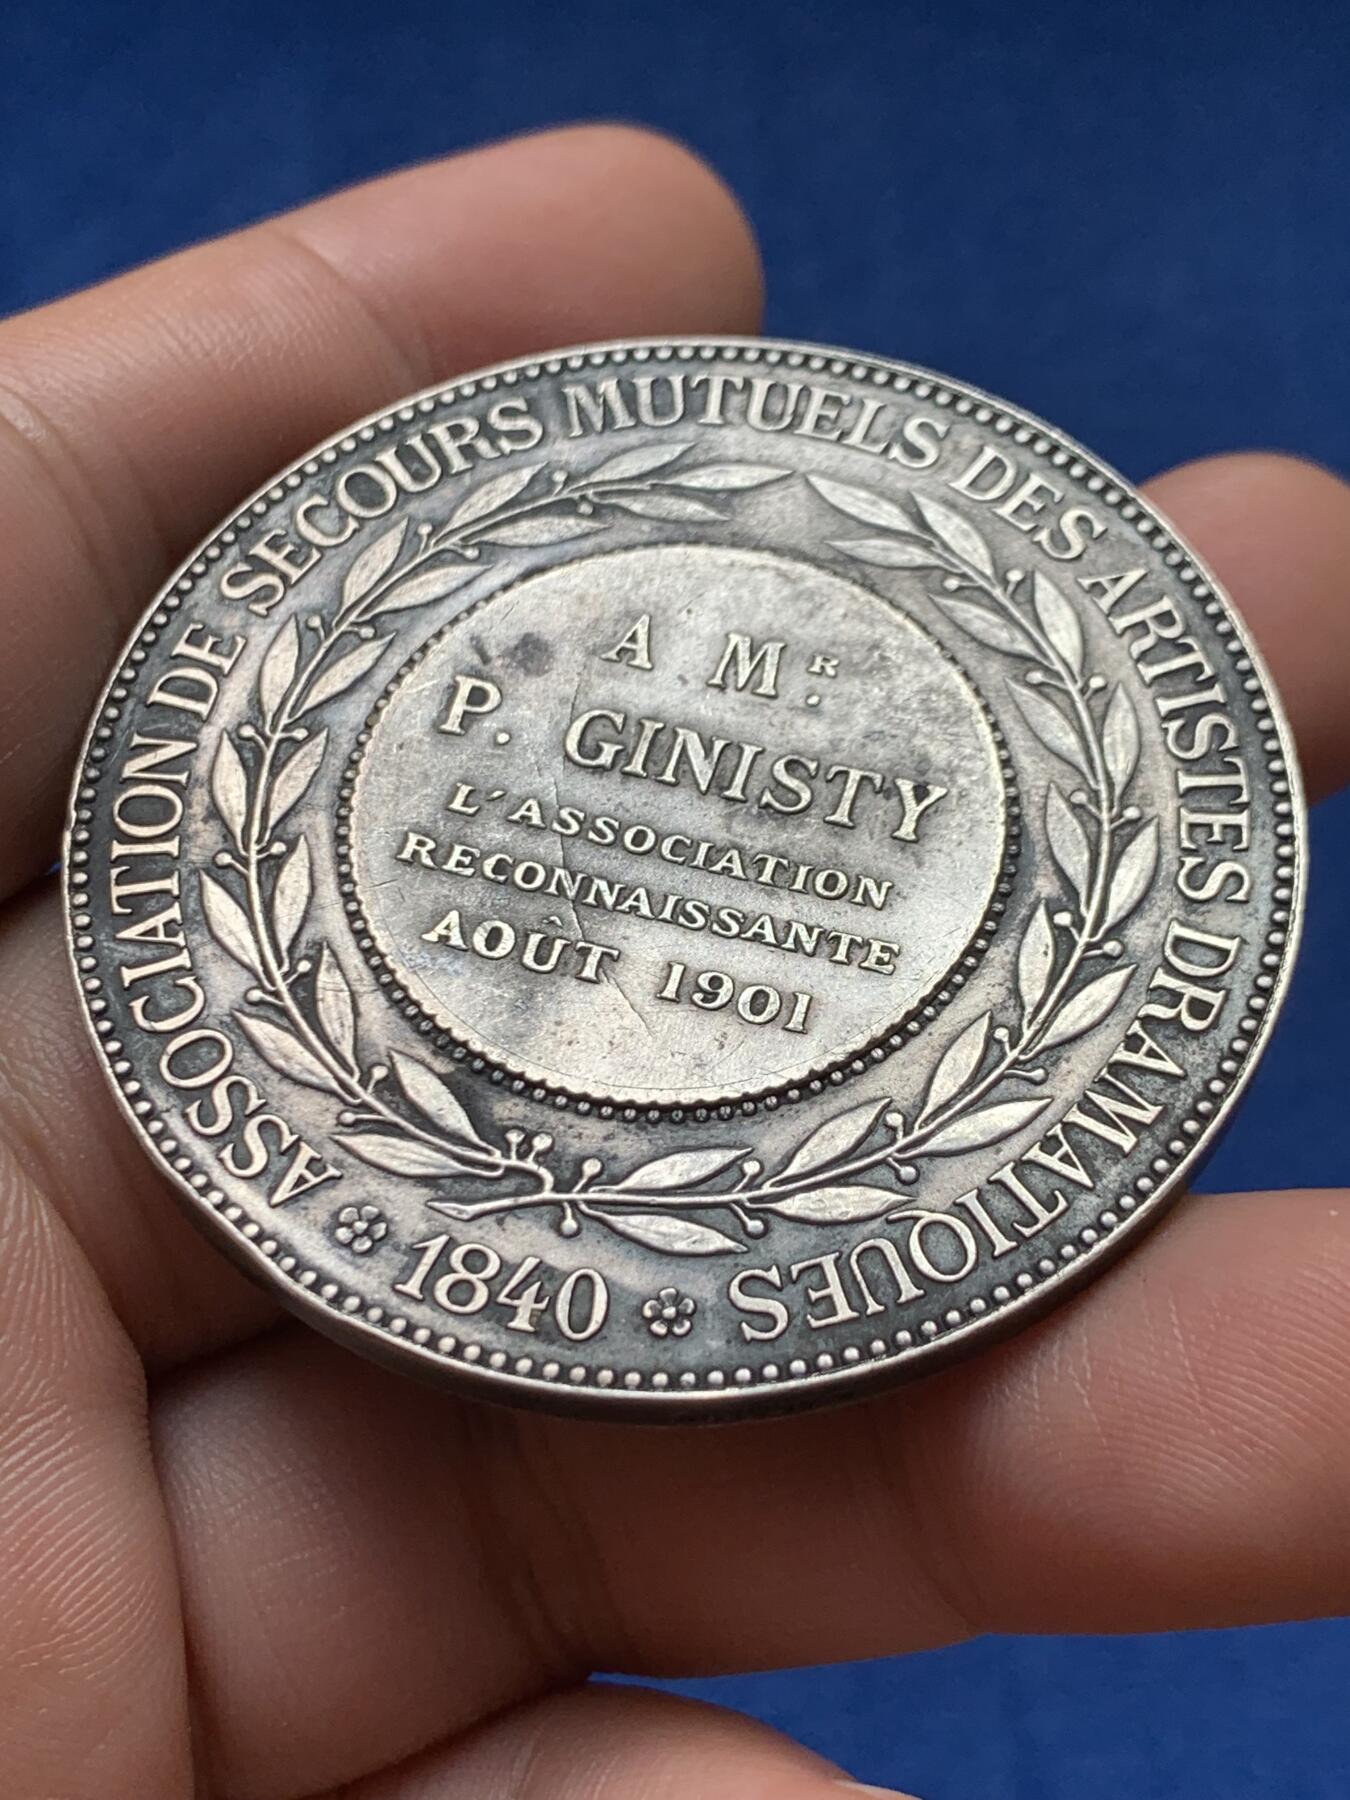 ASSOCIATION DE SECOURS MUTUELS DES ARTISTES DRAMATIQUES
1840
A MR.
P. GINISTY
L'ASSOCIATION
RECONNAISSANTE
AOÛT 1901